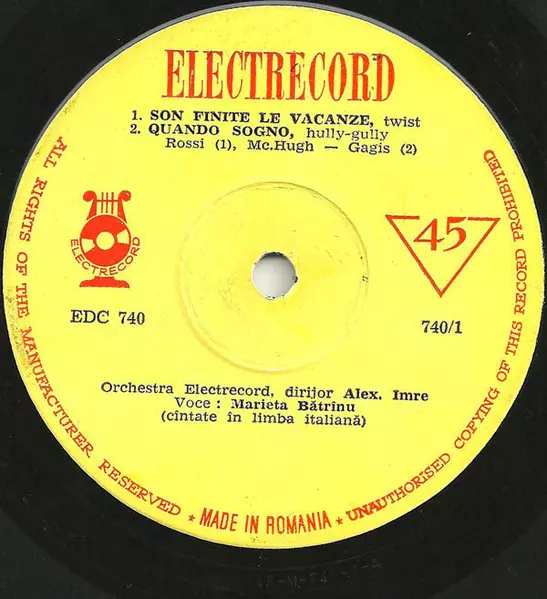 ELECTRECORD
1. SON FINITE LE VACANZE, twist
2. QUANDO SOGNO, hully-gully
Rossi (1), Mc.Hugh — Gagis (2)
ELECTRECORD
45
EDC 740
740/1
Orchestra Electrecord, dirijor Alex. Imre
Voce : Marieta Bătrînu
(cîntate în limba italiană)
ALL RIGHTS OF THE MANUFACTURER RESERVED ★ MADE IN ROMANIA ★ UNAUTHORISED COPYING OF THIS RECORD PROHIBITED